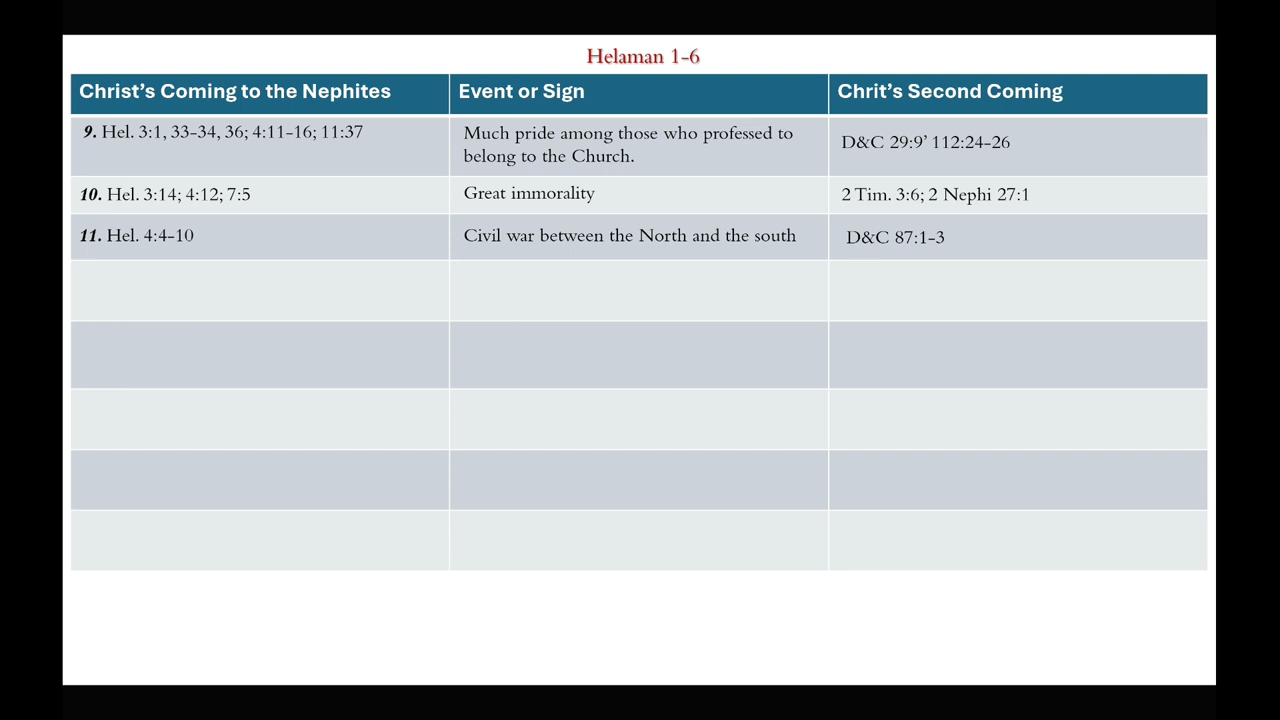 Helaman 1-6
Christ's Coming to the Nephites
Event or Sign
Chrit's Second Coming
9. Hel. 3:1, 33-34, 36; 4:11-16; 11:37
Much pride among those who professed to
belong to the Church.
D&C 29:9' 112:24-26
10. Hel. 3:14; 4:12; 7:5
Great immorality
2 Tim. 3:6; 2 Nephi 27:1
11. Hel. 4:4-10
Civil war between the North and the south
D&C 87:1-3